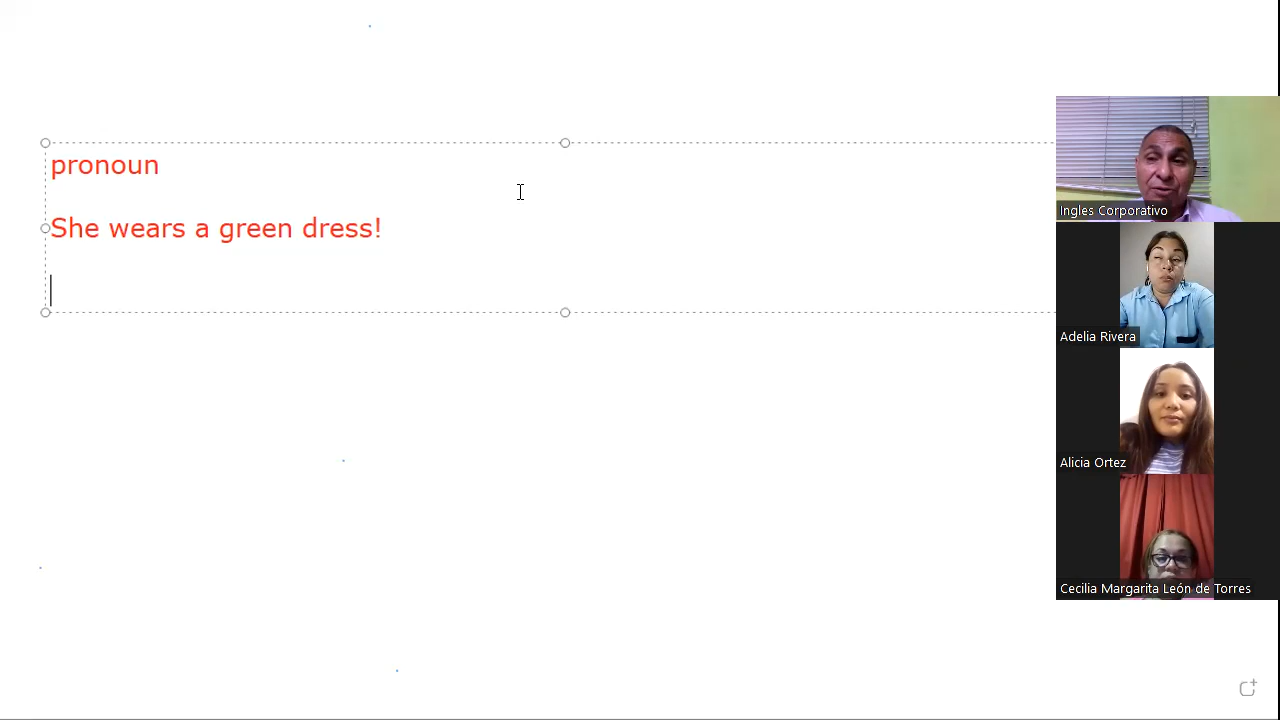 pronoun
She wears a green dress!
Ingles Corporativo
Adelia Rivera
Alicia Ortez
Cecilia Margarita León de Torres